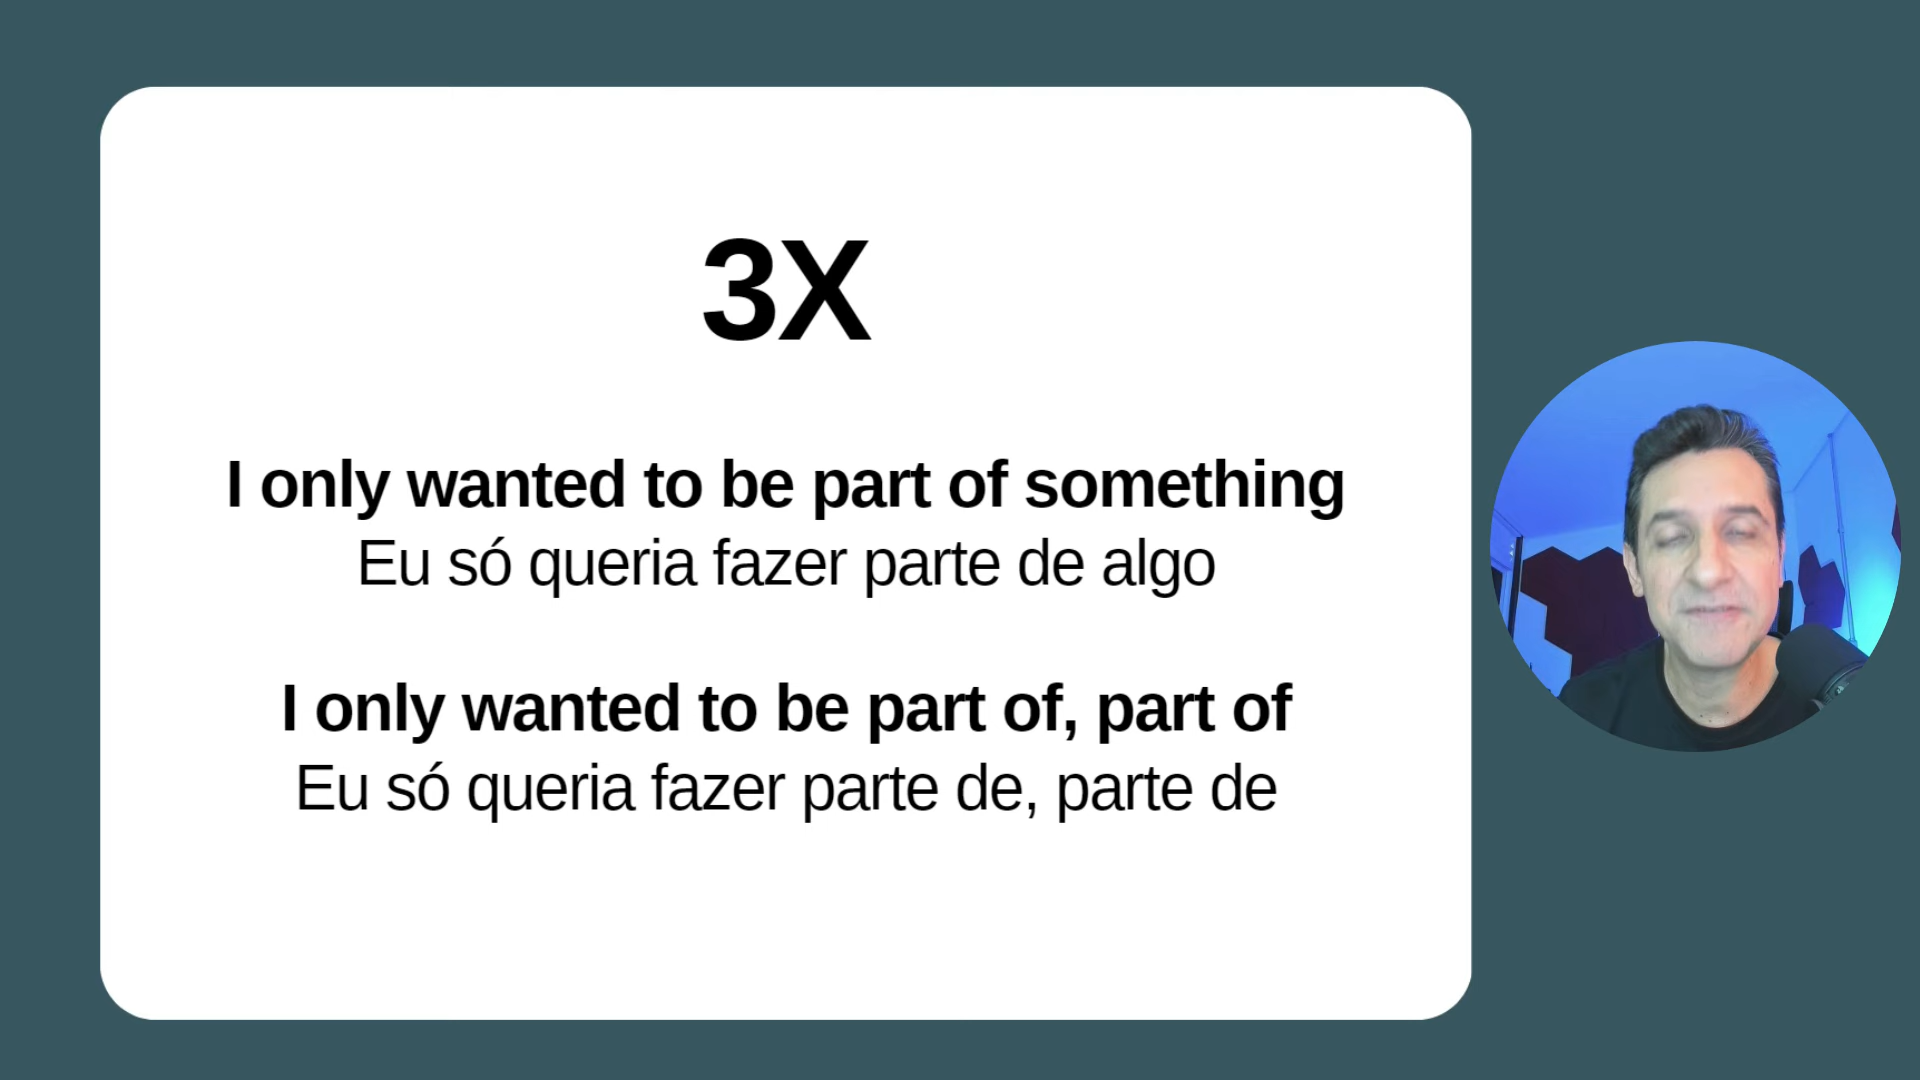 3X
I only wanted to be part of something
Eu só queria fazer parte de algo
I only wanted to be part of, part of
Eu só queria fazer parte de, parte de